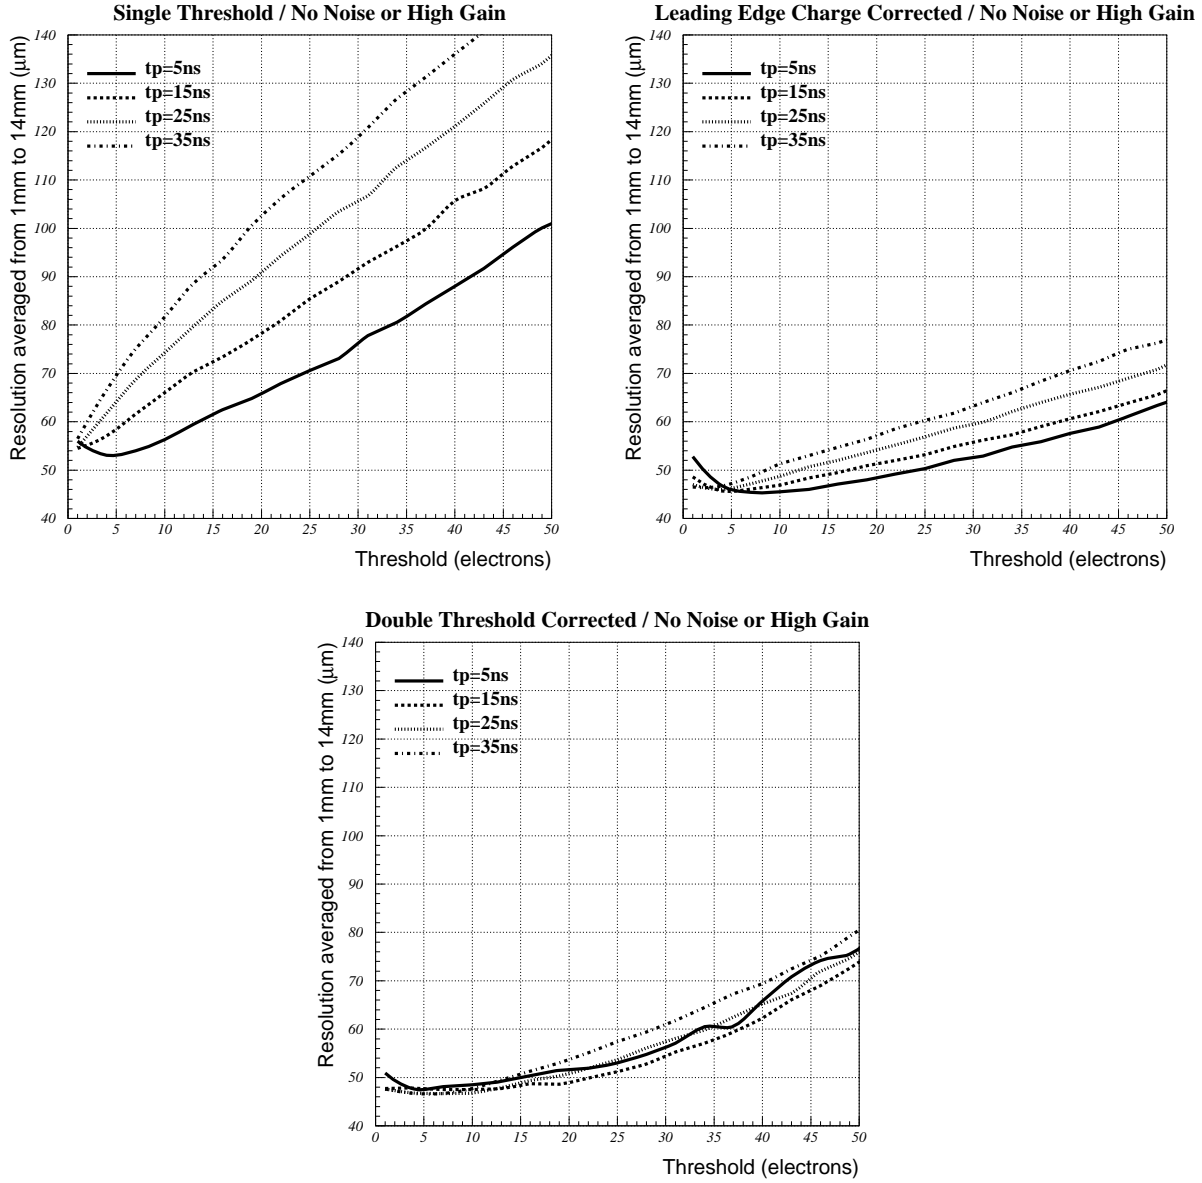 Single Threshold / No Noise or High Gain
Resolution averaged from 1mm to 14mm (μm)
140
130
120
110
100
90
80
70
60
50
40
tp=5ns
tp=15ns
tp=25ns
tp=35ns
0 5 10 15 20 25 30 35 40 45 50
Threshold (electrons)
Leading Edge Charge Corrected / No Noise or High Gain
Resolution averaged from 1mm to 14mm (μm)
140
130
120
110
100
90
80
70
60
50
40
tp=5ns
tp=15ns
tp=25ns
tp=35ns
0 5 10 15 20 25 30 35 40 45 50
Threshold (electrons)
Double Threshold Corrected / No Noise or High Gain
Resolution averaged from 1mm to 14mm (μm)
140
130
120
110
100
90
80
70
60
50
40
tp=5ns
tp=15ns
tp=25ns
tp=35ns
0 5 10 15 20 25 30 35 40 45 50
Threshold (electrons)